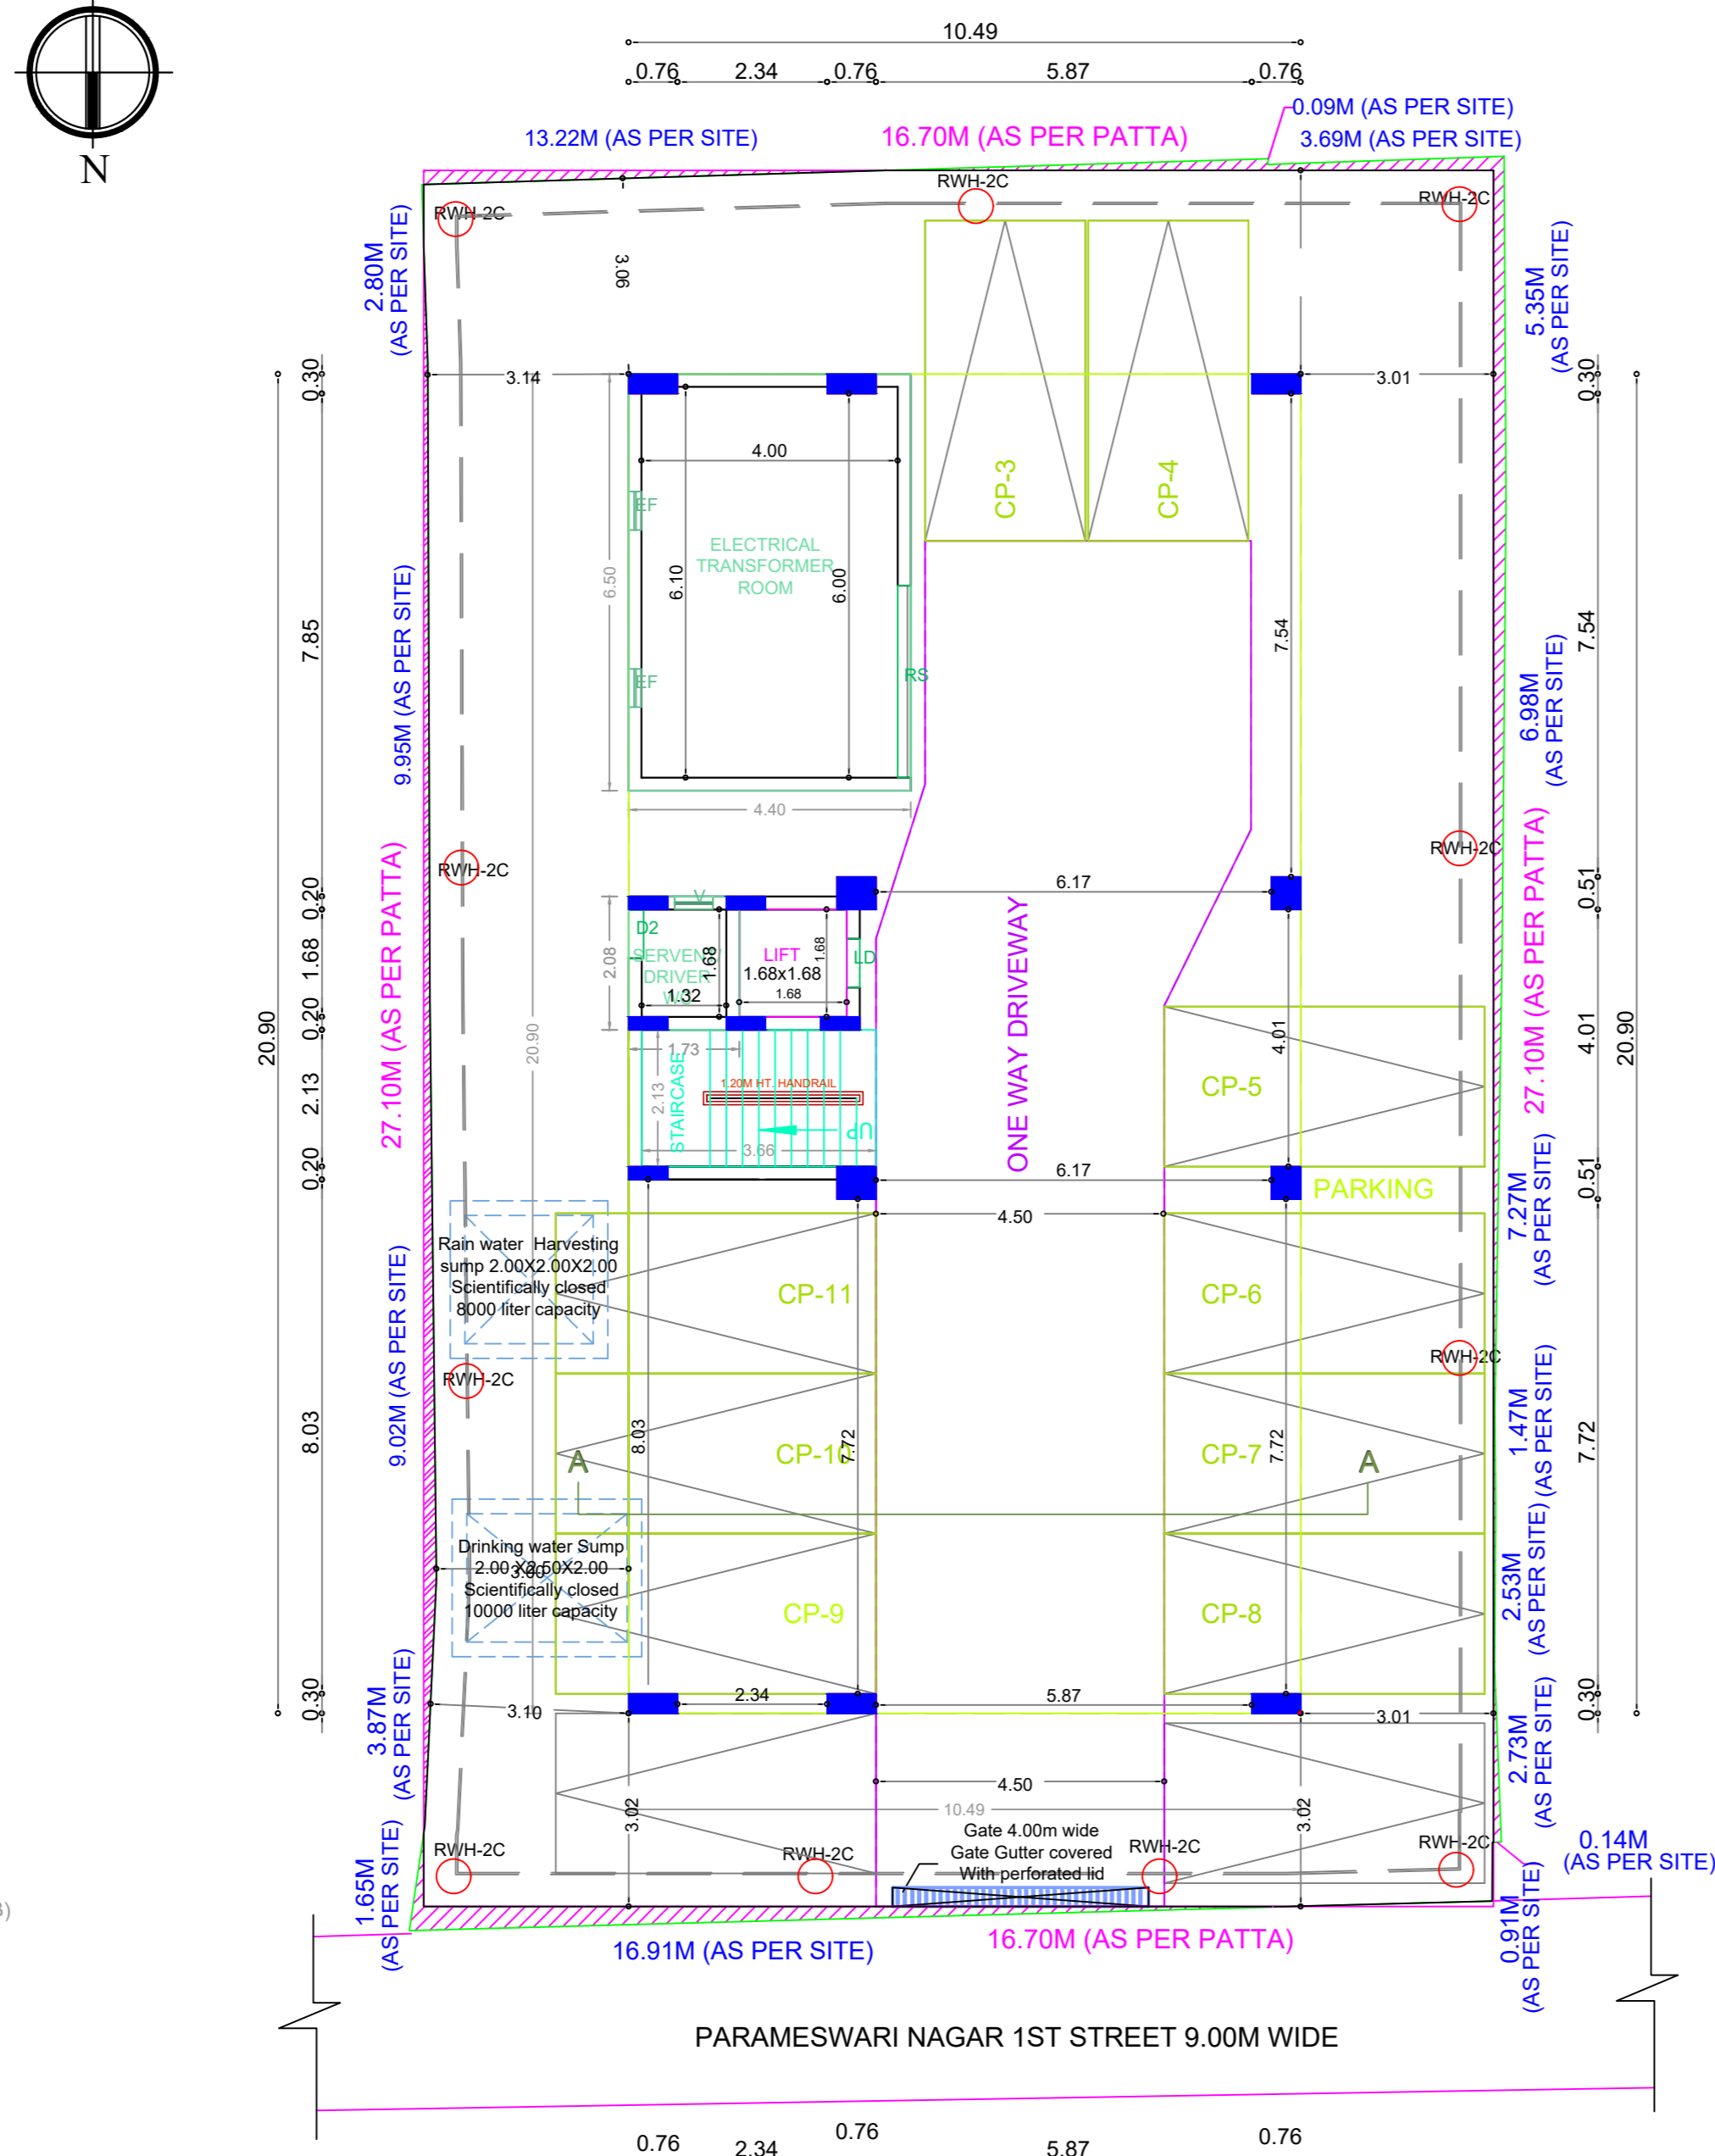 N
10.49
0.76
2.34
0.76
5.87
0.76
0.09M (AS PER SITE)
13.22M (AS PER SITE)
16.70M (AS PER PATTA)
3.69M (AS PER SITE)
RWH-2C
RWH-2C
RWH-2C
2.80M
(AS PER SITE)
3.06
5.35M
(AS PER SITE)
0.30
3.14
3.01
0.30
4.00
CP-3
CP-4
EF
ELECTRICAL
TRANSFORMER
ROOM
6.50
6.10
6.00
7.85
9.95M (AS PER SITE)
7.54
7.54
6.98M
(AS PER SITE)
EF
RS
4.40
27.10M (AS PER PATTA)
27.10M (AS PER PATTA)
RWH-2C
RWH-2C
0.20
V
6.17
0.51
D2
SERVENT
DRIVER
WC
1.68
1.32
LIFT
1.68x1.68
1.68
1.68
LD
2.08
1.68
0.20
20.90
20.90
1.73
STAIRCASE
1.20M HT. HANDRAIL
2.13
UP
3.66
2.13
ONE WAY DRIVEWAY
4.01
4.01
20.90
CP-5
0.20
6.17
PARKING
0.51
7.27M
(AS PER SITE)
4.50
Rain water Harvesting
sump 2.00X2.00X2.00
Scientifically closed
8000 liter capacity
CP-11
CP-6
9.02M (AS PER SITE)
RWH-2C
RWH-2C
1.47M
(AS PER SITE)
8.03
8.03
A
CP-10
7.72
CP-7
7.72
A
7.72
Drinking water Sump
2.00 X2.50X2.00
3.00
Scientifically closed
10000 liter capacity
CP-9
CP-8
2.53M
(AS PER SITE)
3.87M
(AS PER SITE)
0.30
3.10
2.34
5.87
3.01
0.30
2.73M
(AS PER SITE)
4.50
10.49
3.02
3.02
Gate 4.00m wide
Gate Gutter covered
With perforated lid
RWH-2C
RWH-2C
RWH-2C
RWH-2C
0.14M
(AS PER SITE)
1.65M
(AS PER SITE)
0.91M
(AS PER SITE)
16.91M (AS PER SITE)
16.70M (AS PER PATTA)
PARAMESWARI NAGAR 1ST STREET 9.00M WIDE
0.76
2.34
0.76
5.87
0.76